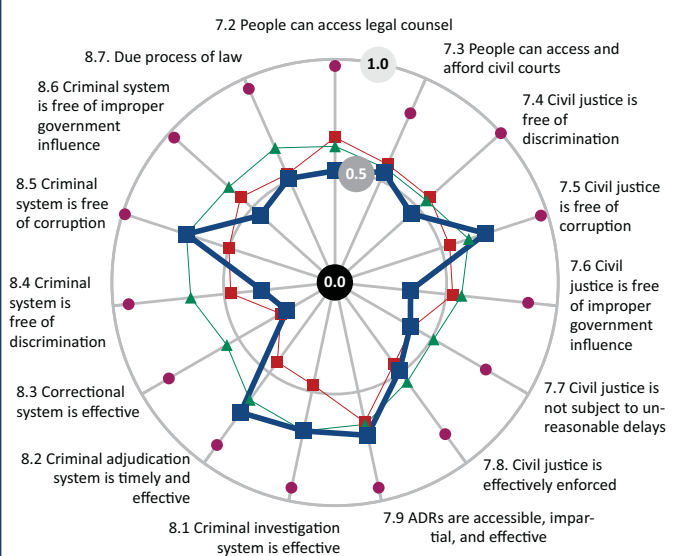 7.2 People can access legal counsel
7.3 People can access and
afford civil courts
7.4 Civil justice is
free of
discrimination
7.5 Civil justice
is free of
corruption
7.6 Civil
justice is free
of improper
government
influence
7.7 Civil justice is
not subject to un-
reasonable delays
7.8. Civil justice is
effectively enforced
7.9 ADRs are accessible, impar-
tial, and effective
8.1 Criminal investigation
system is effective
8.2 Criminal adjudication
system is timely and
effective
8.3 Correctional
system is effective
8.4 Criminal
system is
free of
discrimination
8.5 Criminal
system is free
of corruption
8.6 Criminal system
is free of improper
government
influence
8.7. Due process of law
1.0
0.5
0.0